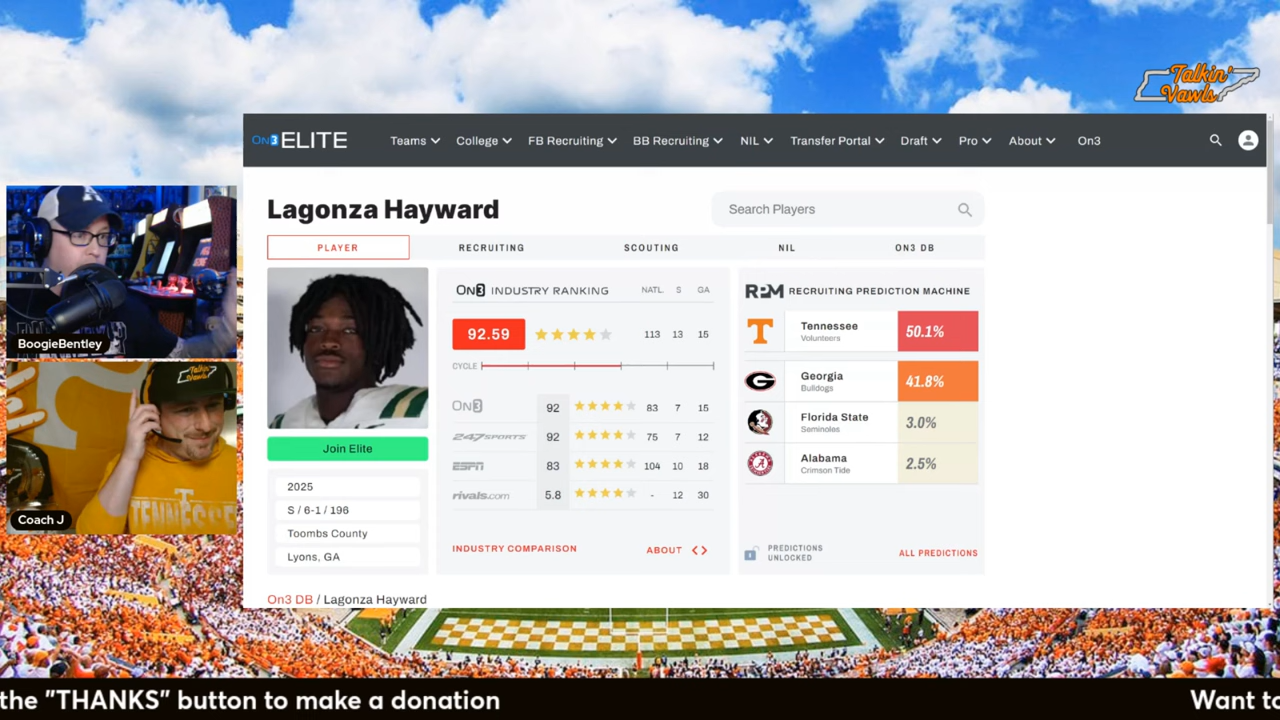 Talkin'
Vawls
On3 ELITE Teams College FB Recruiting BB Recruiting NIL Transfer Portal Draft Pro About On3
Lagonza Hayward
Search Players
PLAYER RECRUITING SCOUTING NIL ON3 DB
On3 INDUSTRY RANKING NATL. S GA
92.59 113 13 15
CYCLE
On3 92 83 7 15
247SPORTS 92 75 7 12
ESPN 83 104 10 18
rivals.com 5.8 - 12 30
INDUSTRY COMPARISON ABOUT
RPM RECRUITING PREDICTION MACHINE
T Tennessee 50.1%
Volunteers
G Georgia 41.8%
Bulldogs
Florida State 3.0%
Seminoles
A Alabama 2.5%
Crimson Tide
PREDICTIONS
UNLOCKED
ALL PREDICTIONS
Join Elite
2025
S / 6-1 / 196
Toombs County
Lyons, GA
On3 DB / Lagonza Hayward
BoogieBentley
Talkin'
Vawls
T
TENNESSEE
Coach J
the "THANKS" button to make a donation Want to